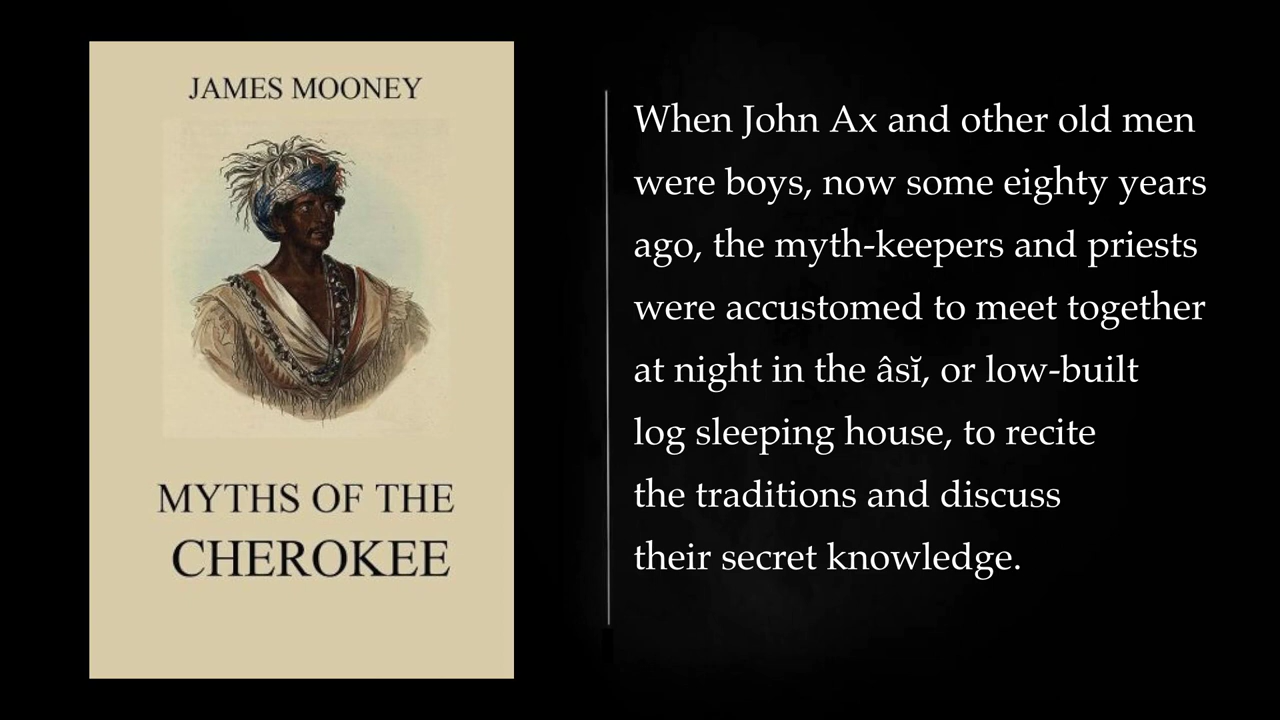 JAMES MOONEY
MYTHS OF THE
CHEROKEE
When John Ax and other old men
were boys, now some eighty years
ago, the myth-keepers and priests
were accustomed to meet together
at night in the âsĭ, or low-built
log sleeping house, to recite
the traditions and discuss
their secret knowledge.